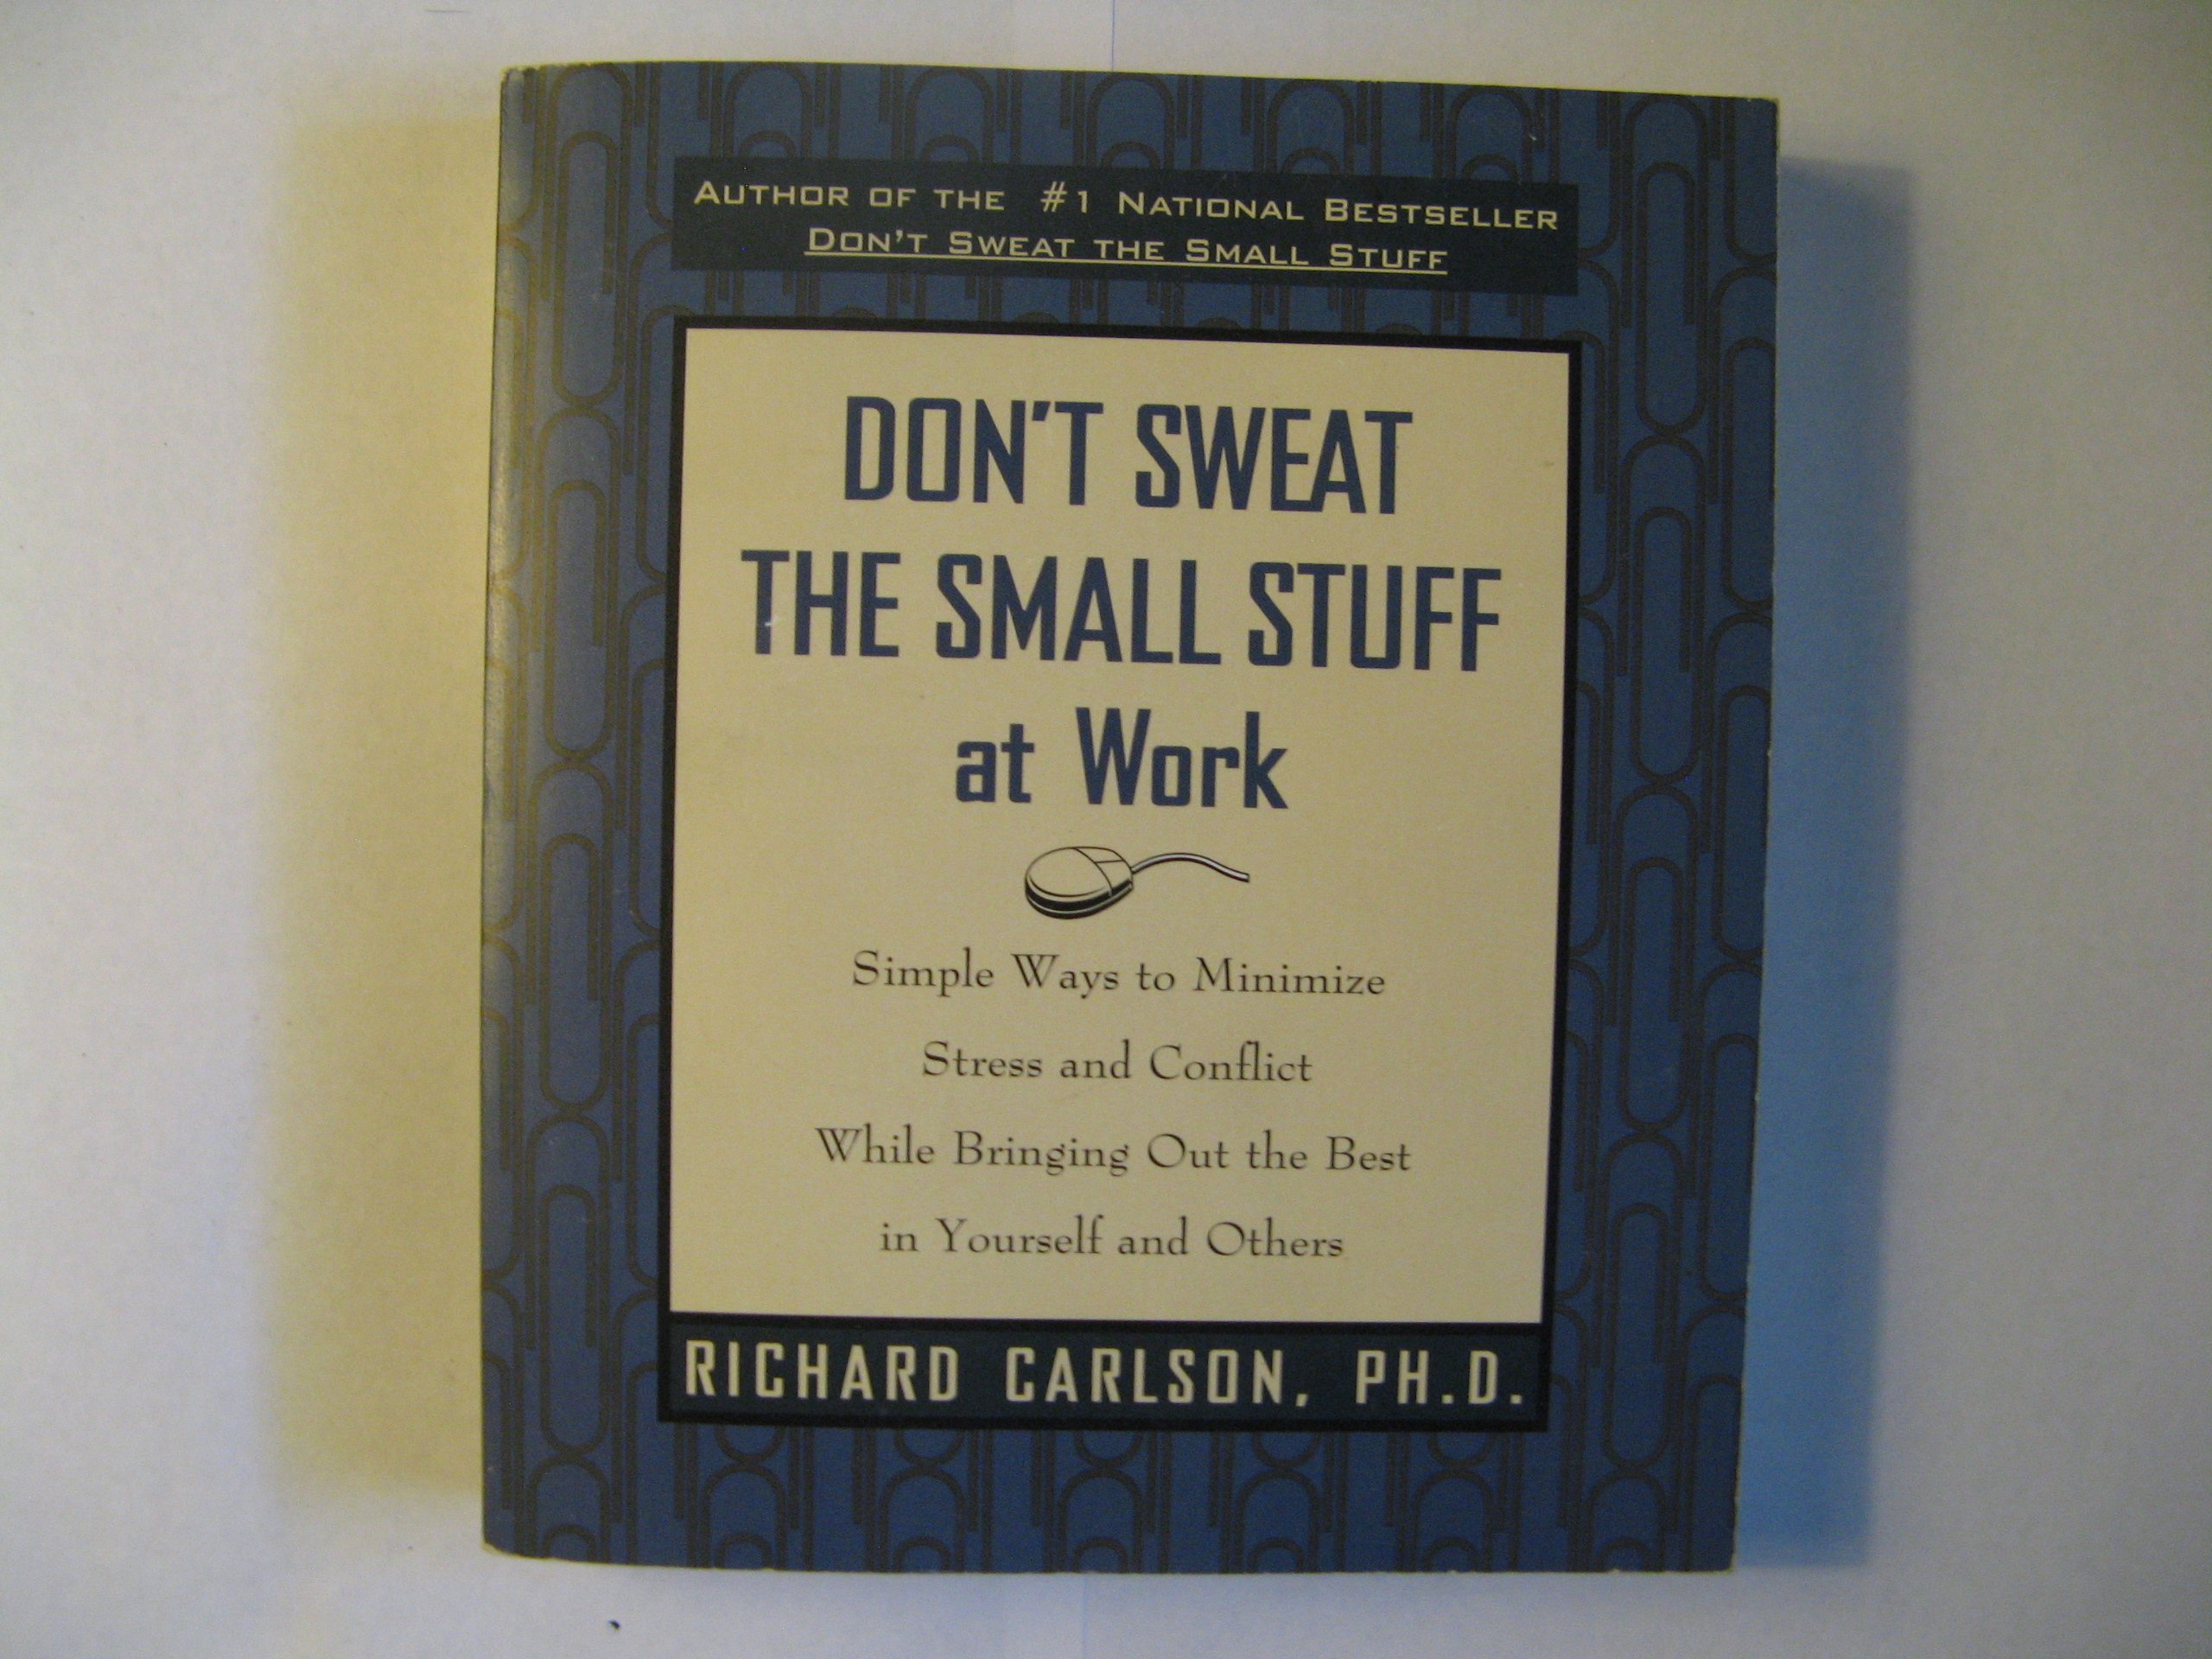 AUTHOR OF THE #1 NATIONAL BESTSELLER
DON'T SWEAT THE SMALL STUFF
DON'T SWEAT
THE SMALL STUFF
at Work
Simple Ways to Minimize
Stress and Conflict
While Bringing Out the Best
in Yourself and Others
RICHARD CARLSON, PH.D.